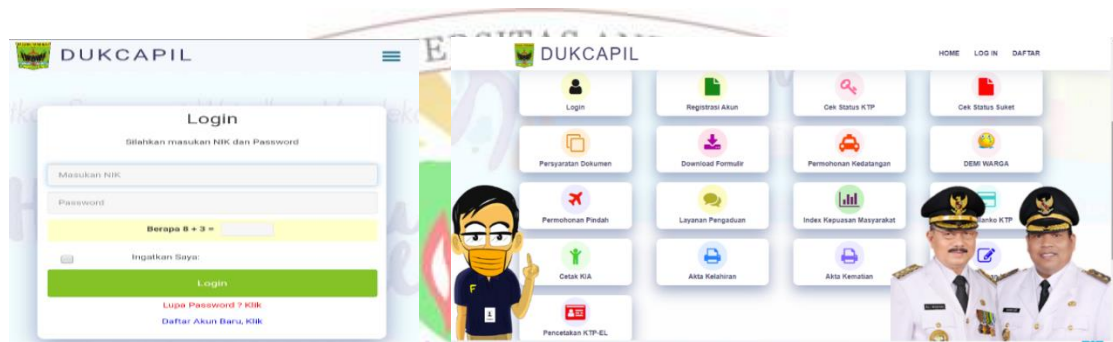 DUKCAPIL
Login
Silahkan masukan NIK dan Password
Masukan NIK
Password
Berapa 8 + 3 =
Ingatkan Saya:
Login
Lupa Password ? Klik
Daftar Akun Baru, Klik
DUKCAPIL
HOME LOG IN DAFTAR
Login
Registrasi Akun
Cek Status KTP
Cek Status Suket
Persyaratan Dokumen
Download Formulir
Permohonan Kedatangan
DEMI WARGA
Permohonan Pindah
Layanan Pengaduan
Index Kepuasan Masyarakat
KTP
Cetak KIA
Akta Kelahiran
Akta Kematian
Pencetakan KTP-EL
F